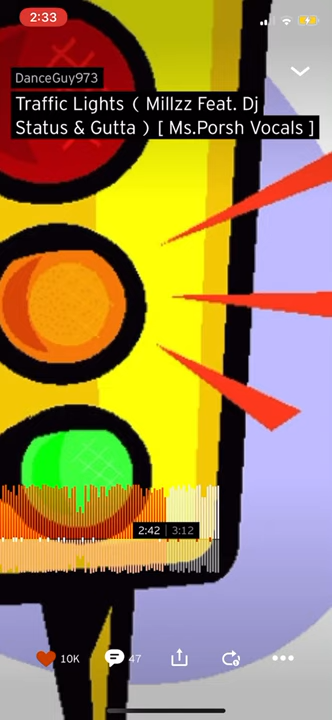 2:33
DanceGuy973
Traffic Lights ( Millzz Feat. Dj
Status & Gutta ) [ Ms.Porsh Vocals ]
2:42 | 3:12
10K 47